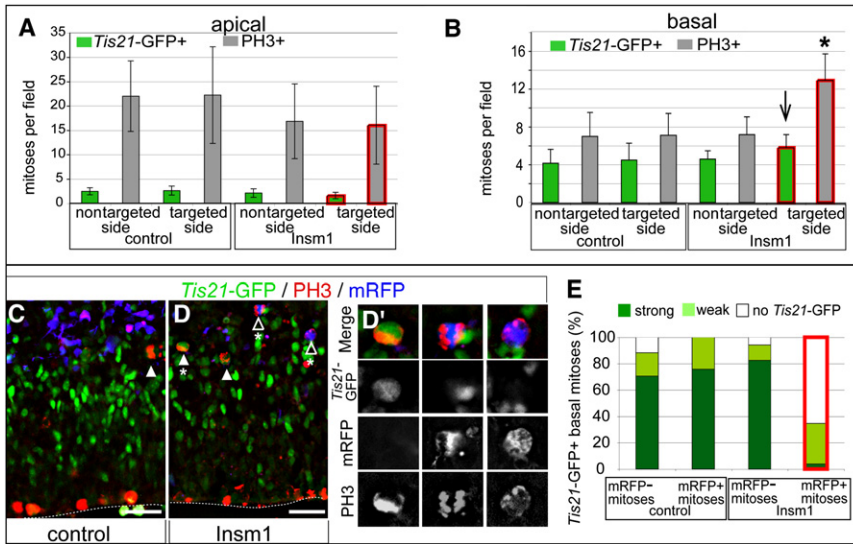 A
apical
Tis21-GFP+ PH3+
mitoses per field
35
30
25
20
15
10
5
0
nontargeted side targeted side nontargeted side targeted side
control Insm1
B
basal
Tis21-GFP+ PH3+
*
mitoses per field
16
12
8
4
0
nontargeted side targeted side nontargeted side targeted side
control Insm1
Tis21-GFP / PH3 / mRFP
C
D
*
*
*
control
Insm1
D'
Merge
Tis21-GFP
mRFP
PH3
E
strong weak no Tis21-GFP
Tis21-GFP+ basal mitoses (%)
100
80
60
40
20
0
mRFP− mitoses mRFP+ mitoses mRFP− mitoses mRFP+ mitoses
control Insm1